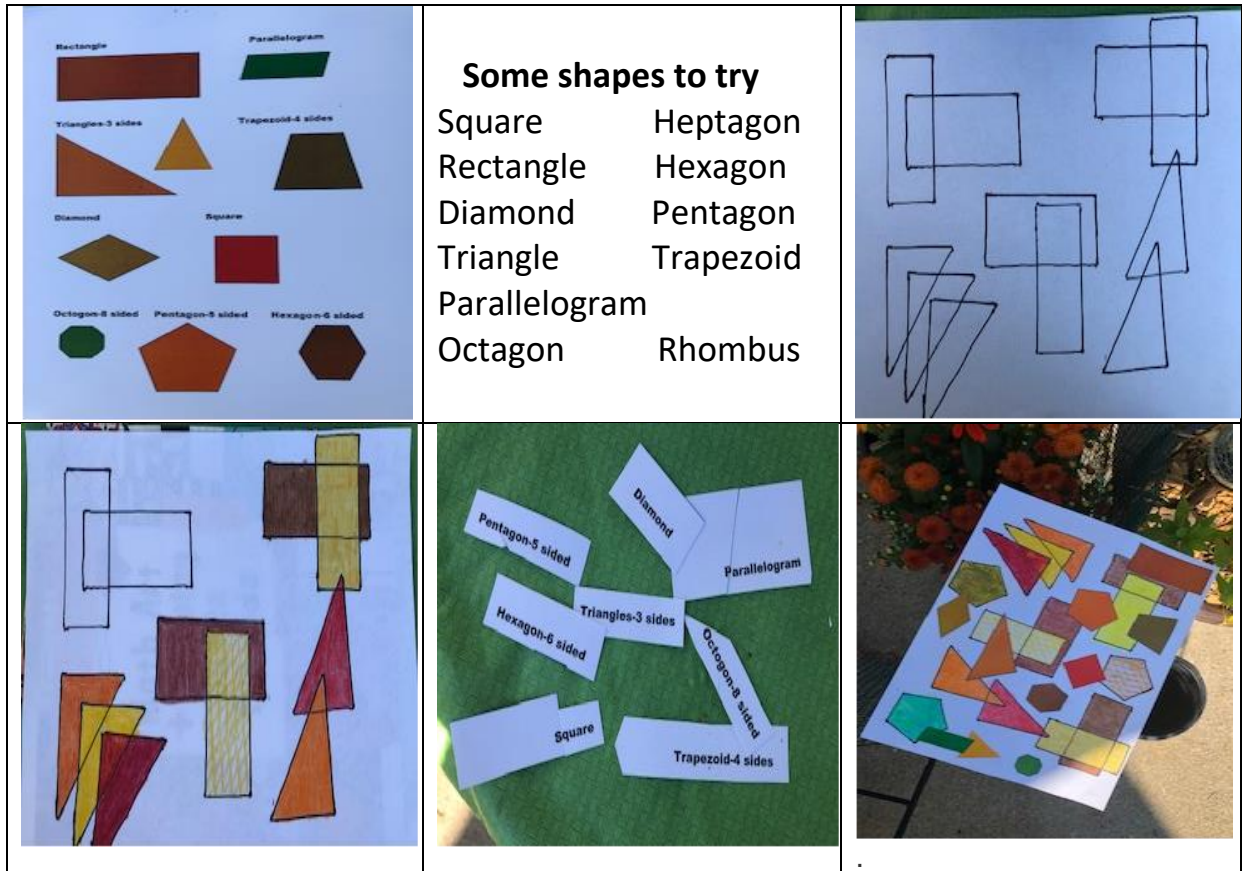 Rectangle
Parallelogram
Triangles-3 sides
Trapezoid-4 sides
Diamond
Square
Octogon-8 sided
Pentagon-5 sided
Hexagon-6 sided
Some shapes to try
Square Heptagon
Rectangle Hexagon
Diamond Pentagon
Triangle Trapezoid
Parallelogram
Octagon Rhombus
Pentagon-5 sided
Diamond
Parallelogram
Hexagon-6 sided
Triangles-3 sides
Octogon-8 sided
Square
Trapezoid-4 sides
.